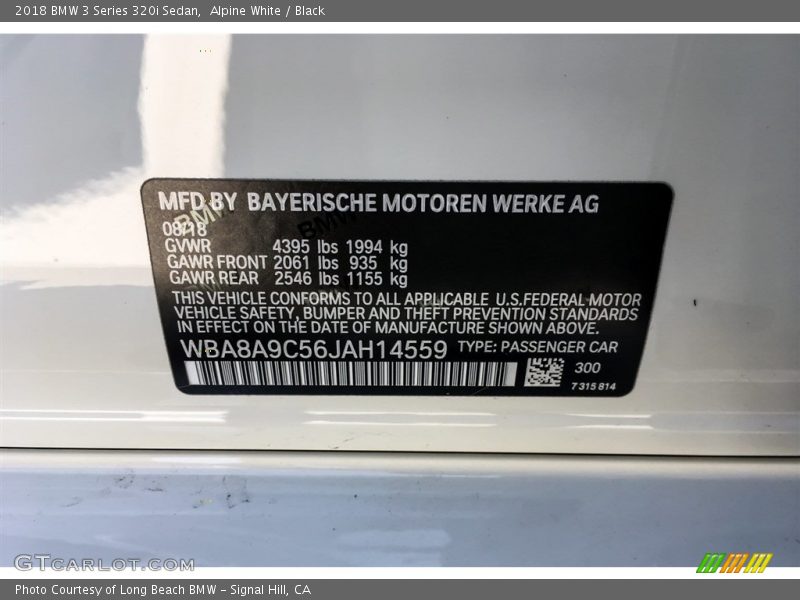 2018 BMW 3 Series 320i Sedan, Alpine White / Black
MFD BY BAYERISCHE MOTOREN WERKE AG
BMW BMW
08/18
GVWR 4395 lbs 1994 kg
GAWR FRONT 2061 lbs 935 kg
GAWR REAR 2546 lbs 1155 kg
THIS VEHICLE CONFORMS TO ALL APPLICABLE U.S.FEDERAL MOTOR
VEHICLE SAFETY, BUMPER AND THEFT PREVENTION STANDARDS
IN EFFECT ON THE DATE OF MANUFACTURE SHOWN ABOVE.
WBA8A9C56JAH14559 TYPE: PASSENGER CAR
300
7 315 814
GTCARLOT.COM
Photo Courtesy of Long Beach BMW – Signal Hill, CA